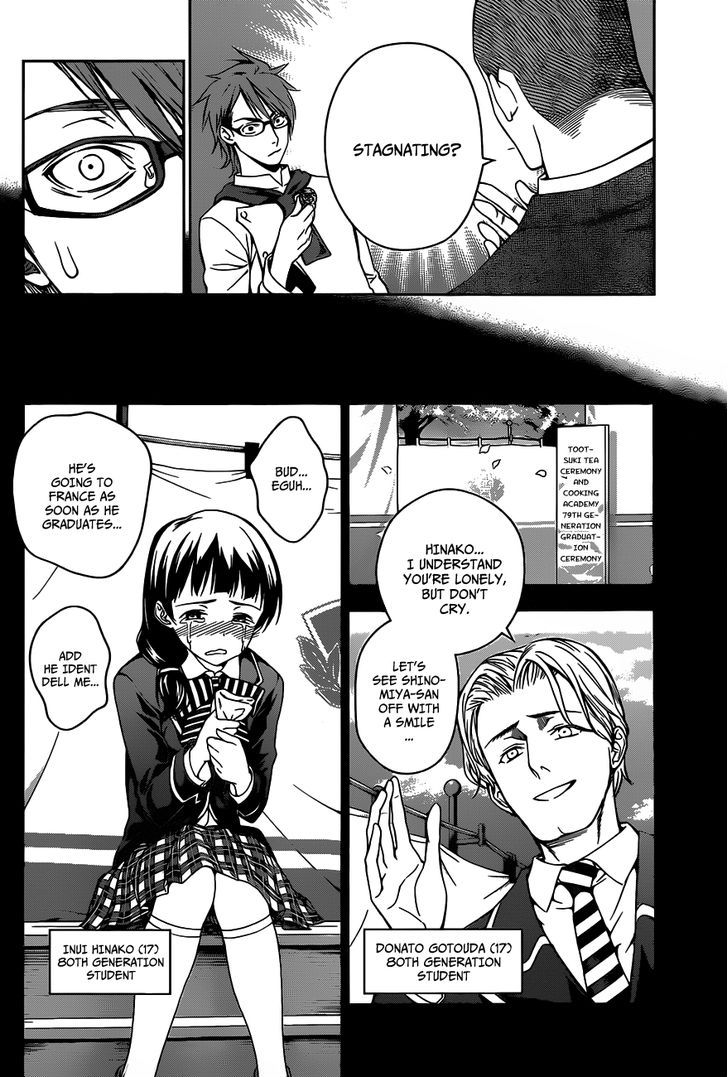 STAGNATING?
TOOT-
SUKI TEA
CEREMONY
AND
COOKING
ACADEMY
79TH GE-
NERATION
GRADUAT-
ION
CEREMONY
HINAKO...
I UNDERSTAND
YOU'RE LONELY,
BUT DON'T
CRY.
LET'S
SEE SHINO-
MIYA-SAN
OFF WITH
A SMILE
...
DONATO GOTOUDA (17)
80TH GENERATION
STUDENT
BUD...
EGUH...
HE'S
GOING TO
FRANCE AS
SOON AS HE
GRADUATES...
ADD
HE IDENT
DELL ME...
INUI HINAKO (17)
80TH GENERATION
STUDENT